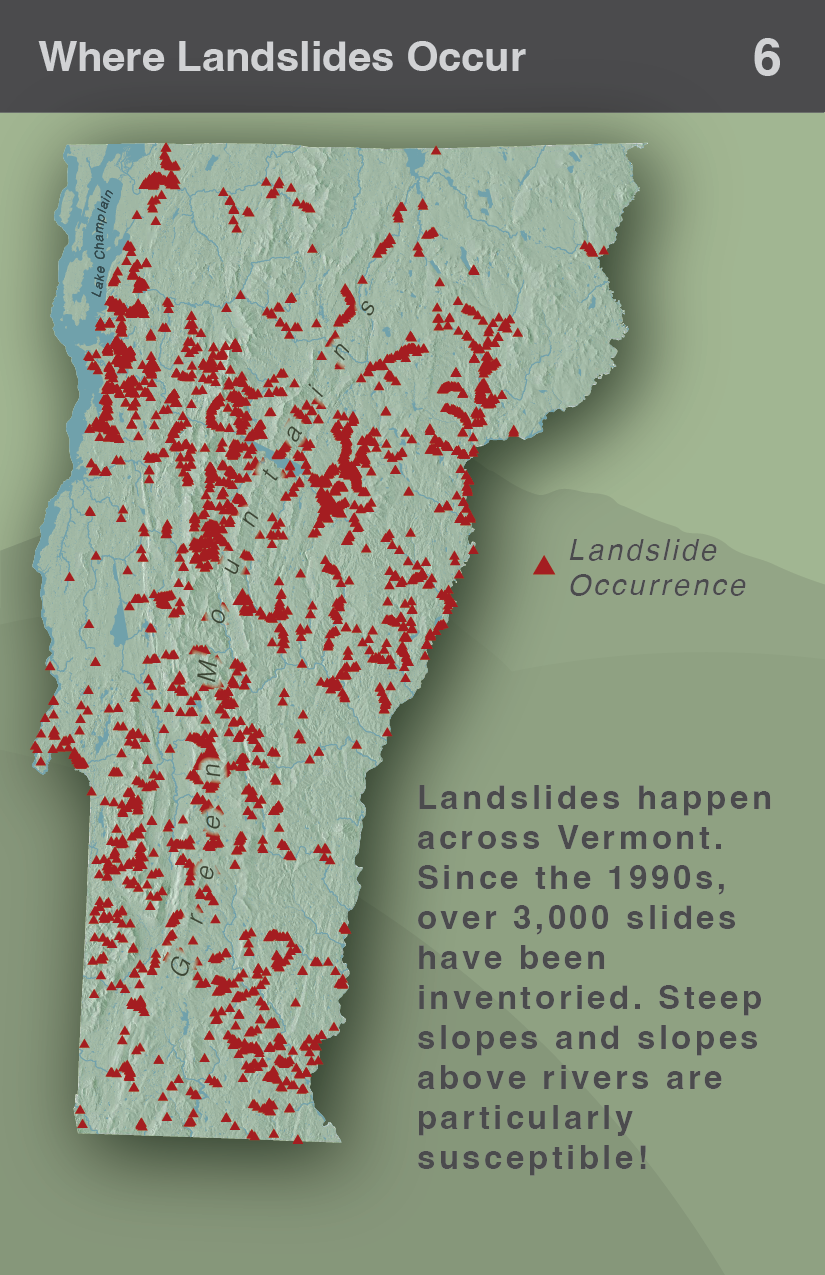 Where Landslides Occur
6
Lake Champlain
Green Mountains
Landslide
Occurrence
Landslides happen
across Vermont.
Since the 1990s,
over 3,000 slides
have been
inventoried. Steep
slopes and slopes
above rivers are
particularly
susceptible!